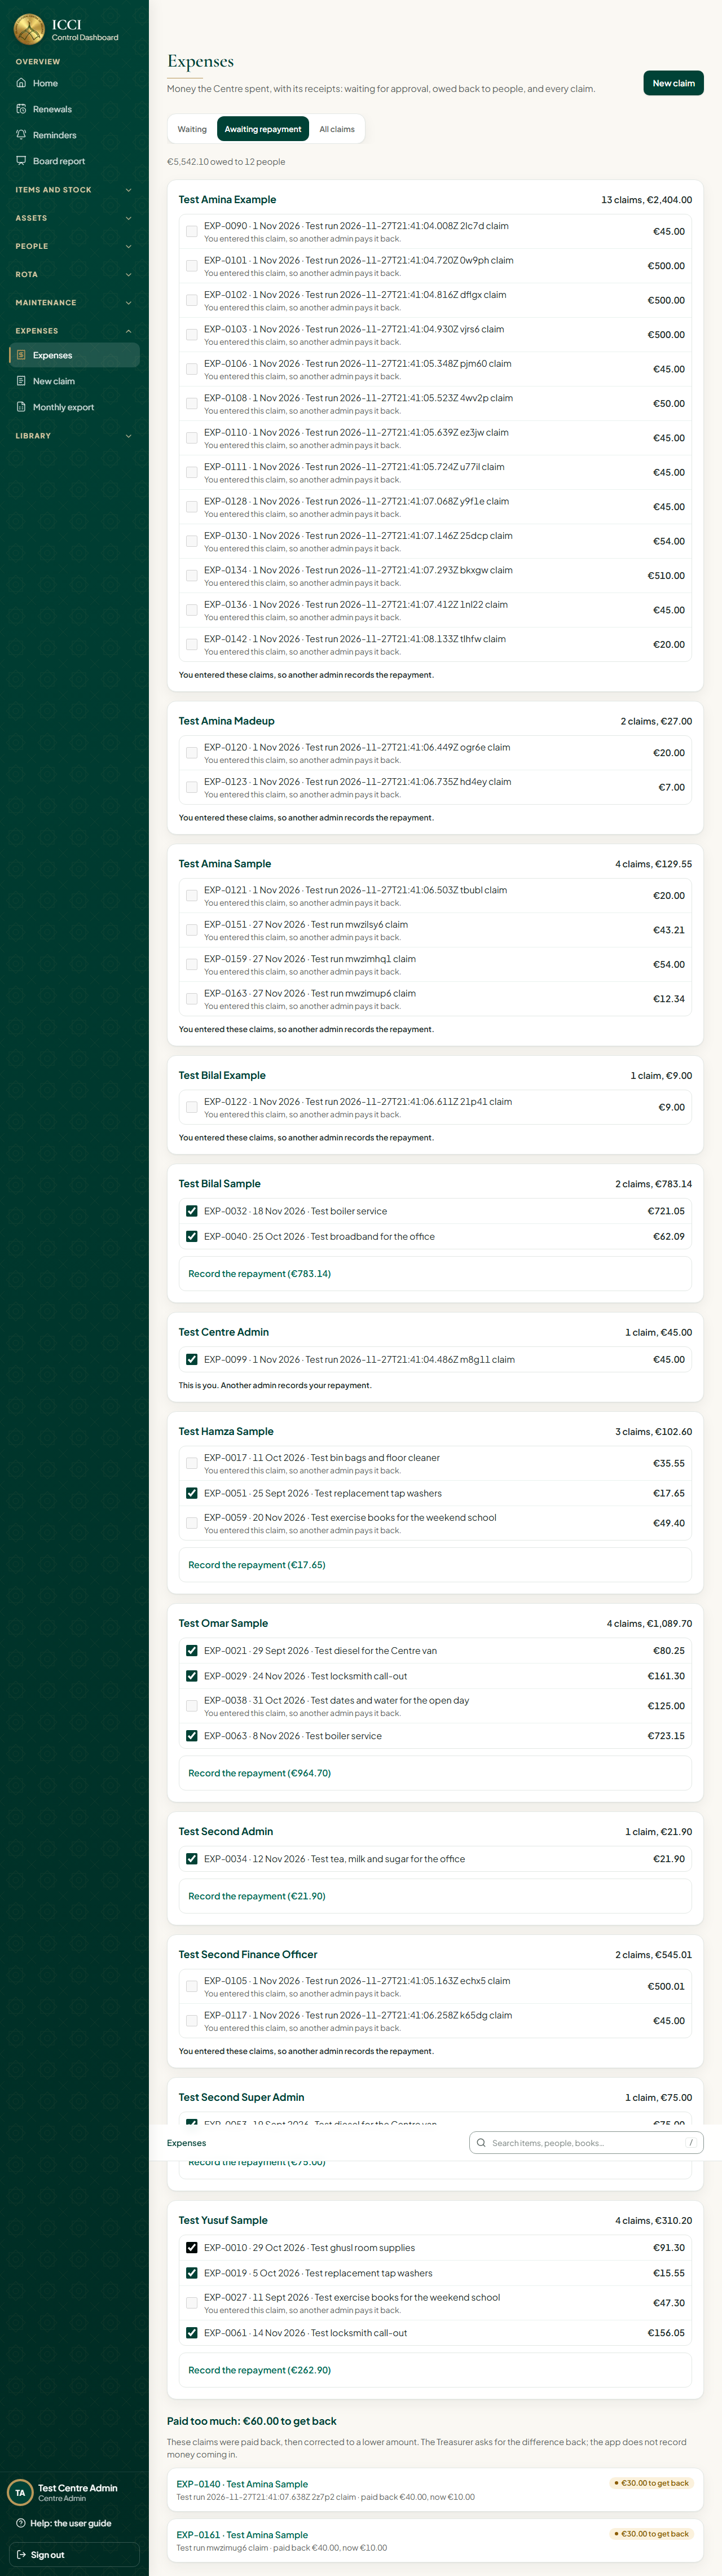 ICCI
Control Dashboard
OVERVIEW
Home
Renewals
Reminders
Board report
ITEMS AND STOCK
ASSETS
PEOPLE
ROTA
MAINTENANCE
EXPENSES
Expenses
New claim
Monthly export
LIBRARY
Expenses
Money the Centre spent, with its receipts: waiting for approval, owed back to people, and every claim.
New claim
Waiting
Awaiting repayment
All claims
€5,542.10 owed to 12 people
Test Amina Example
13 claims, €2,404.00
EXP-0090 · 1 Nov 2026 · Test run 2026-11-27T21:41:04.008Z 2lc7d claim
You entered this claim, so another admin pays it back.
€45.00
EXP-0101 · 1 Nov 2026 · Test run 2026-11-27T21:41:04.720Z 0w9ph claim
You entered this claim, so another admin pays it back.
€500.00
EXP-0102 · 1 Nov 2026 · Test run 2026-11-27T21:41:04.816Z dflgx claim
You entered this claim, so another admin pays it back.
€500.00
EXP-0103 · 1 Nov 2026 · Test run 2026-11-27T21:41:04.930Z vjrs6 claim
You entered this claim, so another admin pays it back.
€500.00
EXP-0106 · 1 Nov 2026 · Test run 2026-11-27T21:41:05.348Z pjm60 claim
You entered this claim, so another admin pays it back.
€45.00
EXP-0108 · 1 Nov 2026 · Test run 2026-11-27T21:41:05.523Z 4wv2p claim
You entered this claim, so another admin pays it back.
€50.00
EXP-0110 · 1 Nov 2026 · Test run 2026-11-27T21:41:05.639Z ez3jw claim
You entered this claim, so another admin pays it back.
€45.00
EXP-0111 · 1 Nov 2026 · Test run 2026-11-27T21:41:05.724Z u77il claim
You entered this claim, so another admin pays it back.
€45.00
EXP-0128 · 1 Nov 2026 · Test run 2026-11-27T21:41:07.068Z y9f1e claim
You entered this claim, so another admin pays it back.
€45.00
EXP-0130 · 1 Nov 2026 · Test run 2026-11-27T21:41:07.146Z 25dcp claim
You entered this claim, so another admin pays it back.
€54.00
EXP-0134 · 1 Nov 2026 · Test run 2026-11-27T21:41:07.293Z bkxgw claim
You entered this claim, so another admin pays it back.
€510.00
EXP-0136 · 1 Nov 2026 · Test run 2026-11-27T21:41:07.412Z 1nl22 claim
You entered this claim, so another admin pays it back.
€45.00
EXP-0142 · 1 Nov 2026 · Test run 2026-11-27T21:41:08.133Z tlhfw claim
You entered this claim, so another admin pays it back.
€20.00
You entered these claims, so another admin records the repayment.
Test Amina Madeup
2 claims, €27.00
EXP-0120 · 1 Nov 2026 · Test run 2026-11-27T21:41:06.449Z ogr6e claim
You entered this claim, so another admin pays it back.
€20.00
EXP-0123 · 1 Nov 2026 · Test run 2026-11-27T21:41:06.735Z hd4ey claim
You entered this claim, so another admin pays it back.
€7.00
You entered these claims, so another admin records the repayment.
Test Amina Sample
4 claims, €129.55
EXP-0121 · 1 Nov 2026 · Test run 2026-11-27T21:41:06.503Z tbubl claim
You entered this claim, so another admin pays it back.
€20.00
EXP-0151 · 27 Nov 2026 · Test run mwzilsy6 claim
You entered this claim, so another admin pays it back.
€43.21
EXP-0159 · 27 Nov 2026 · Test run mwzimhq1 claim
You entered this claim, so another admin pays it back.
€54.00
EXP-0163 · 27 Nov 2026 · Test run mwzimup6 claim
You entered this claim, so another admin pays it back.
€12.34
You entered these claims, so another admin records the repayment.
Test Bilal Example
1 claim, €9.00
EXP-0122 · 1 Nov 2026 · Test run 2026-11-27T21:41:06.611Z 21p41 claim
You entered this claim, so another admin pays it back.
€9.00
You entered these claims, so another admin records the repayment.
Test Bilal Sample
2 claims, €783.14
EXP-0032 · 18 Nov 2026 · Test boiler service
€721.05
EXP-0040 · 25 Oct 2026 · Test broadband for the office
€62.09
Record the repayment (€783.14)
Test Centre Admin
1 claim, €45.00
EXP-0099 · 1 Nov 2026 · Test run 2026-11-27T21:41:04.486Z m8g11 claim
€45.00
This is you. Another admin records your repayment.
Test Hamza Sample
3 claims, €102.60
EXP-0017 · 11 Oct 2026 · Test bin bags and floor cleaner
You entered this claim, so another admin pays it back.
€35.55
EXP-0051 · 25 Sept 2026 · Test replacement tap washers
€17.65
EXP-0059 · 20 Nov 2026 · Test exercise books for the weekend school
You entered this claim, so another admin pays it back.
€49.40
Record the repayment (€17.65)
Test Omar Sample
4 claims, €1,089.70
EXP-0021 · 29 Sept 2026 · Test diesel for the Centre van
€80.25
EXP-0029 · 24 Nov 2026 · Test locksmith call-out
€161.30
EXP-0038 · 31 Oct 2026 · Test dates and water for the open day
You entered this claim, so another admin pays it back.
€125.00
EXP-0063 · 8 Nov 2026 · Test boiler service
€723.15
Record the repayment (€964.70)
Test Second Admin
1 claim, €21.90
EXP-0034 · 12 Nov 2026 · Test tea, milk and sugar for the office
€21.90
Record the repayment (€21.90)
Test Second Finance Officer
2 claims, €545.01
EXP-0105 · 1 Nov 2026 · Test run 2026-11-27T21:41:05.163Z echx5 claim
You entered this claim, so another admin pays it back.
€500.01
EXP-0117 · 1 Nov 2026 · Test run 2026-11-27T21:41:06.258Z k65dg claim
You entered this claim, so another admin pays it back.
€45.00
You entered these claims, so another admin records the repayment.
Test Second Super Admin
1 claim, €75.00
EXP-0053 · 19 Sept 2026 · Test diesel for the Centre van
€75.00
Expenses
Search items, people, books…
/
Record the repayment (€75.00)
Test Yusuf Sample
4 claims, €310.20
EXP-0010 · 29 Oct 2026 · Test ghusl room supplies
€91.30
EXP-0019 · 5 Oct 2026 · Test replacement tap washers
€15.55
EXP-0027 · 11 Sept 2026 · Test exercise books for the weekend school
You entered this claim, so another admin pays it back.
€47.30
EXP-0061 · 14 Nov 2026 · Test locksmith call-out
€156.05
Record the repayment (€262.90)
Paid too much: €60.00 to get back
These claims were paid back, then corrected to a lower amount. The Treasurer asks for the difference back; the app does not record
money coming in.
EXP-0140 · Test Amina Sample
Test run 2026-11-27T21:41:07.638Z 2z7p2 claim · paid back €40.00, now €10.00
€30.00 to get back
EXP-0161 · Test Amina Sample
Test run mwzimug6 claim · paid back €40.00, now €10.00
€30.00 to get back
TA
Test Centre Admin
Centre Admin
Help: the user guide
Sign out